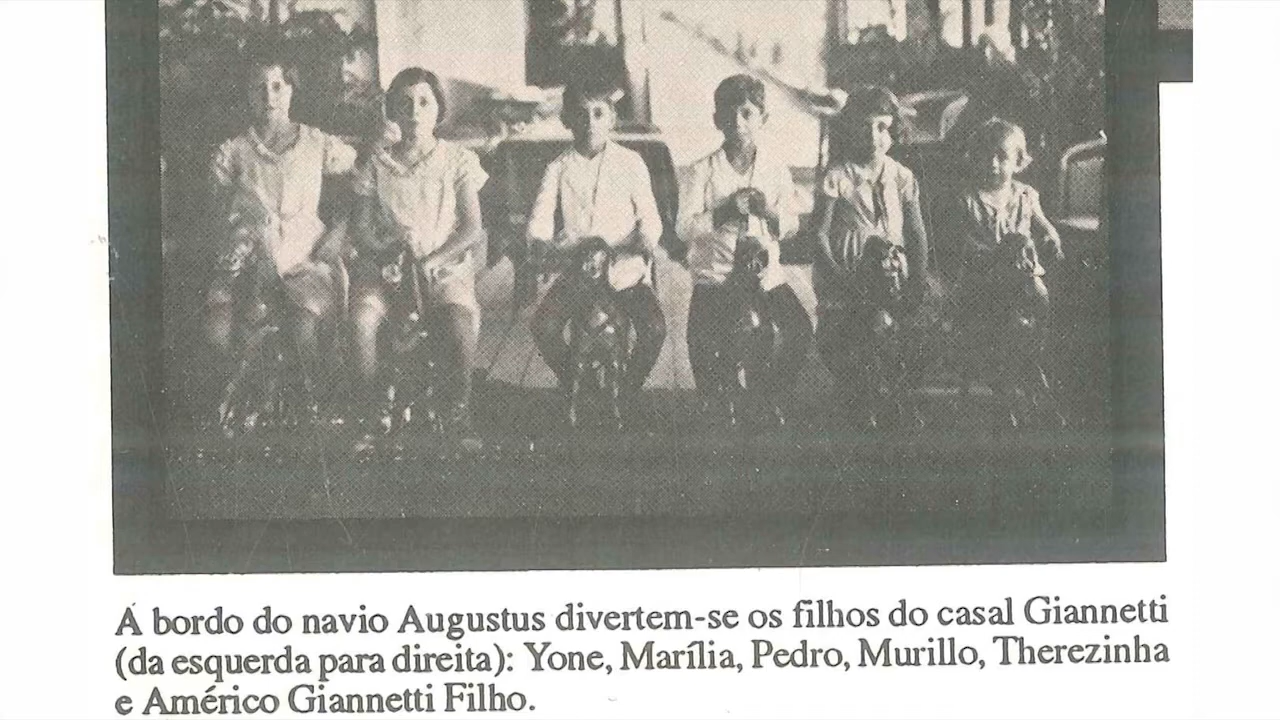 Á bordo do navio Augustus divertem-se os filhos do casal Giannetti
(da esquerda para direita): Yone, Marília, Pedro, Murillo, Therezinha
e Américo Giannetti Filho.